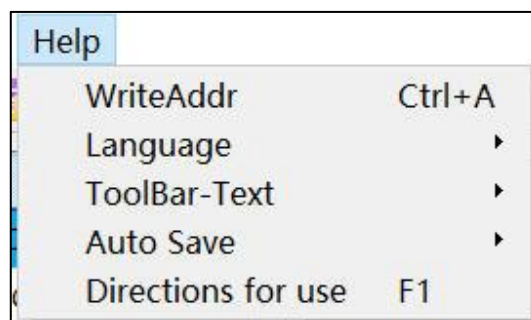 Help
WriteAddr Ctrl+A
Language
ToolBar-Text
Auto Save
Directions for use F1